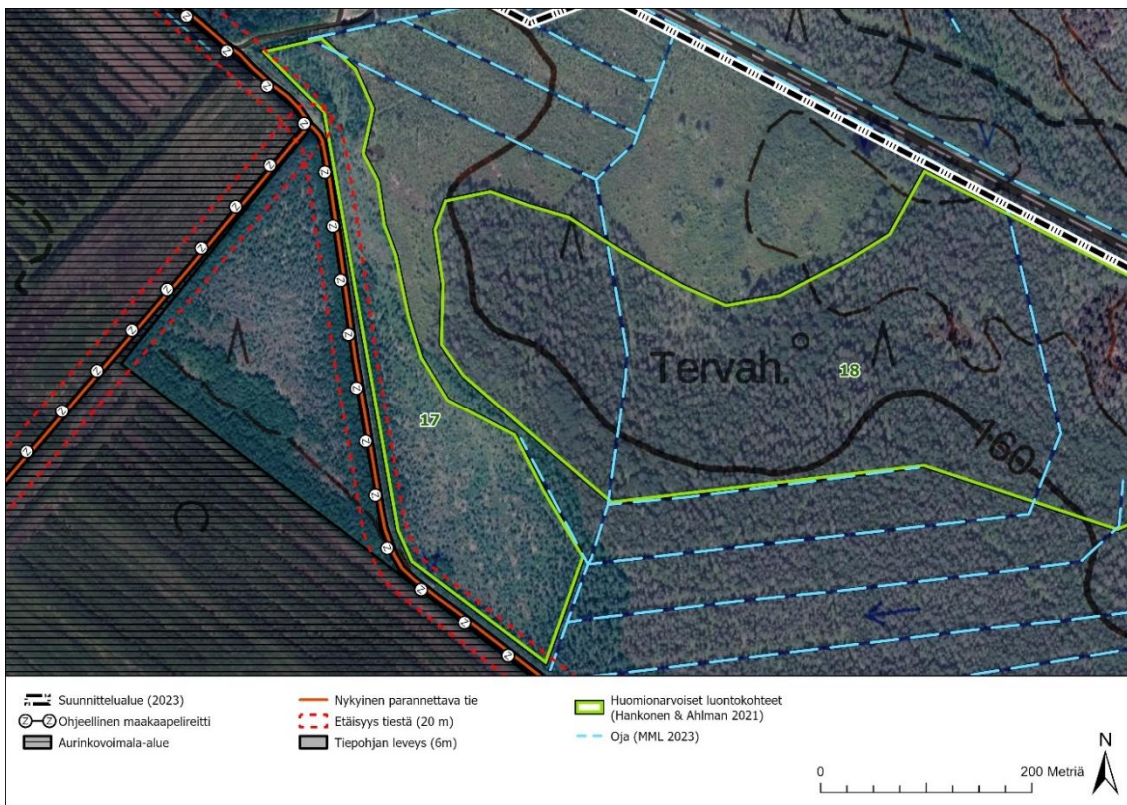 Tervah.
18
17
160
Suunnittelualue (2023)
Z Z Ohjeellinen maakaapelireitti
Aurinkovoimala-alue
Nykyinen parannettava tie
Etäisyys tiestä (20 m)
Tiepohjan leveys (6m)
Huomionarvoiset luontokohteet
(Hankonen & Ahlman 2021)
Oja (MML 2023)
N
0 200 Metriä